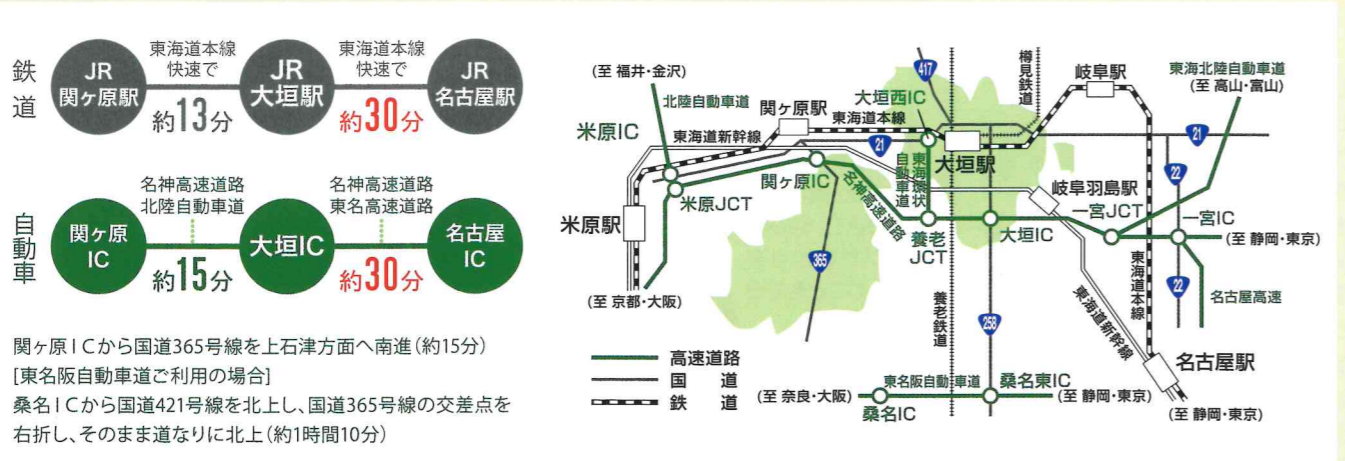 鉄道
JR
関ヶ原駅
東海道本線
快速で
約13分
JR
大垣駅
東海道本線
快速で
約30分
JR
名古屋駅
自動車
関ヶ原
IC
名神高速道路
北陸自動車道
約15分
大垣IC
名神高速道路
東名高速道路
約30分
名古屋
IC
関ヶ原ICから国道365号線を上石津方面へ南進(約15分)
[東名阪自動車道ご利用の場合]
桑名ICから国道421号線を北上し、国道365号線の交差点を
右折し、そのまま道なりに北上(約1時間10分)
(至 福井・金沢)
北陸自動車道
米原IC
東海道新幹線
関ヶ原駅
東海道本線
大垣西IC
417
樽見鉄道
岐阜駅
東海北陸自動車道
(至 高山・富山)
21
21
大垣駅
東海環状
自動車道
関ヶ原IC
名神高速道路
米原JCT
米原駅
岐阜羽島駅
22
一宮JCT
一宮IC
養老
JCT
大垣IC
(至 静岡・東京)
365
22
(至 京都・大阪)
養老鉄道
258
東海道新幹線
東海道本線
名古屋高速
名古屋駅
高速道路
国 道
鉄 道
(至 奈良・大阪)
東名阪自動車道
桑名IC
桑名東IC
(至 静岡・東京)
(至 静岡・東京)